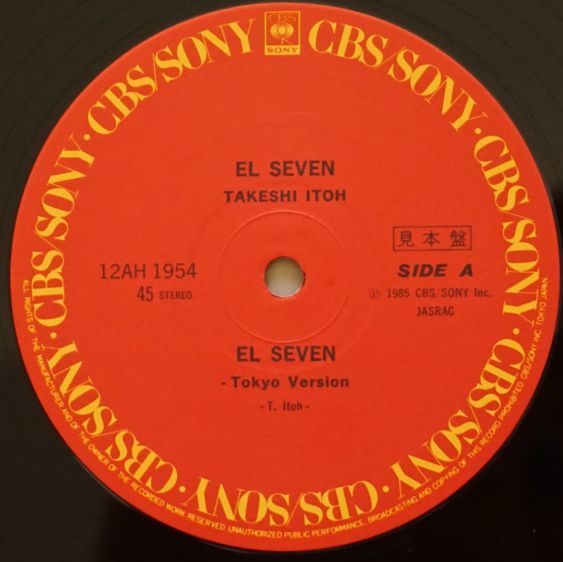 CBS
SONY
CBS/SONY · CBS/SONY · CBS/SONY · CBS/SONY · CBS/SONY · CBS/SONY · CBS/SONY · CBS/SONY
EL SEVEN
TAKESHI ITOH
見本盤
12AH 1954
SIDE A
45 STEREO
Ⓟ 1985 CBS/SONY Inc.
JASRAC
EL SEVEN
- Tokyo Version
- T. Itoh -
ALL RIGHTS OF THE MANUFACTURER AND OF THE OWNER OF THE RECORDED WORK RESERVED UNAUTHORIZED PUBLIC PERFORMANCE. BROADCASTING AND COPYING OF THIS RECORD PROHIBITED CBS/SONY INC. TOKYO JAPAN